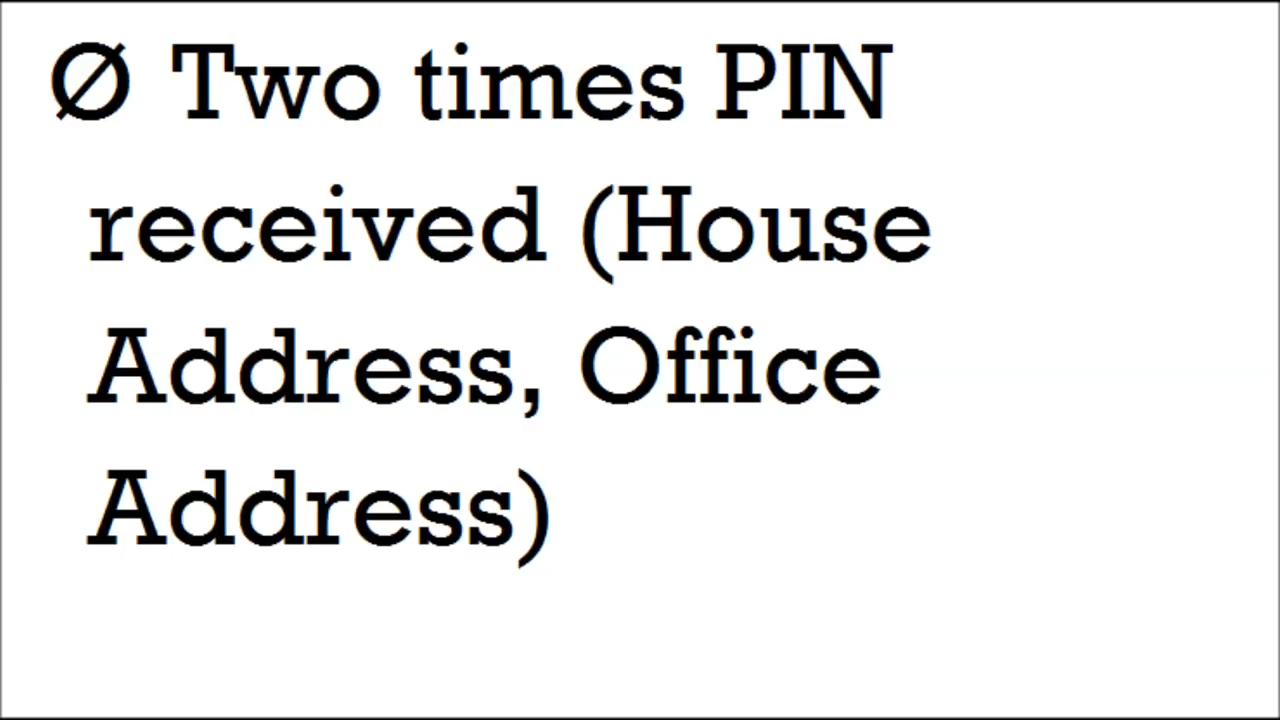 Ø Two times PIN
received (House
Address, Office
Address)